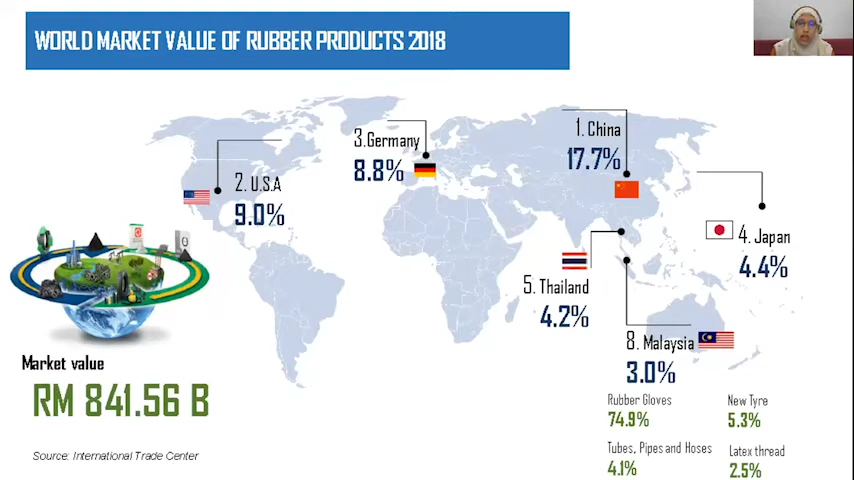 WORLD MARKET VALUE OF RUBBER PRODUCTS 2018
1. China
17.7%
2. U.S.A
9.0%
3.Germany
8.8%
4. Japan
4.4%
5. Thailand
4.2%
8. Malaysia
3.0%
Rubber Gloves
74.9%
New Tyre
5.3%
Tubes, Pipes and Hoses
4.1%
Latex thread
2.5%
Market value
RM 841.56 B
Source: International Trade Center